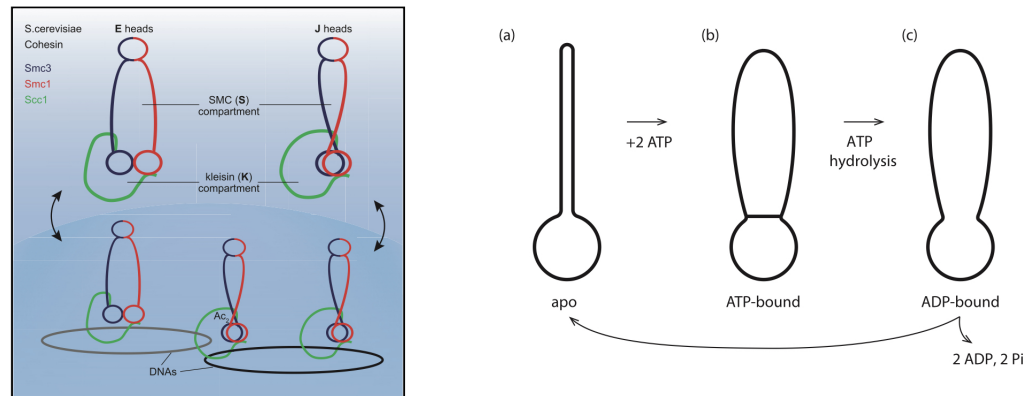 S.cerevisiae
Cohesin
Smc3
Smc1
Scc1
E heads
J heads
SMC (S)
compartment
kleisin (K)
compartment
Ac2
DNAs
(a)
(b)
(c)
+2 ATP
ATP
hydrolysis
apo
ATP-bound
ADP-bound
2 ADP, 2 Pi